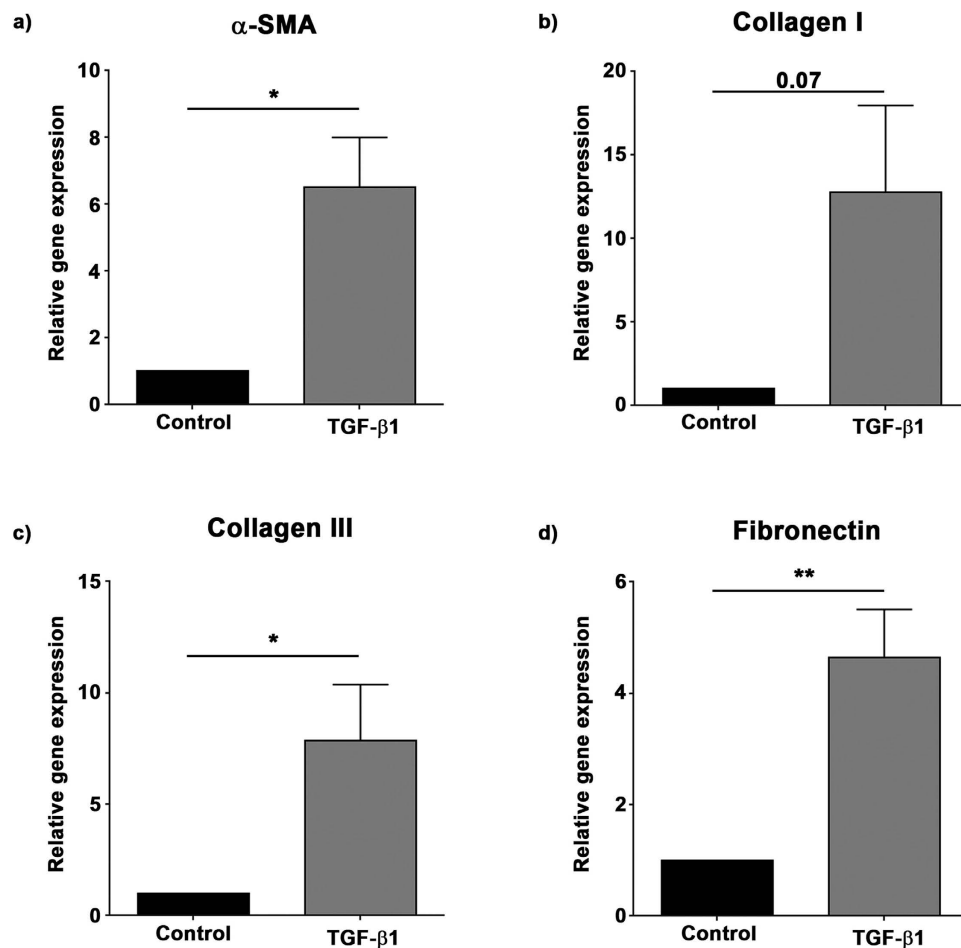 a)
α-SMA
Relative gene expression
10
8
6
4
2
0
*
Control
TGF-β1
b)
Collagen I
Relative gene expression
20
15
10
5
0
0.07
Control
TGF-β1
c)
Collagen III
Relative gene expression
15
10
5
0
*
Control
TGF-β1
d)
Fibronectin
Relative gene expression
6
4
2
0
**
Control
TGF-β1